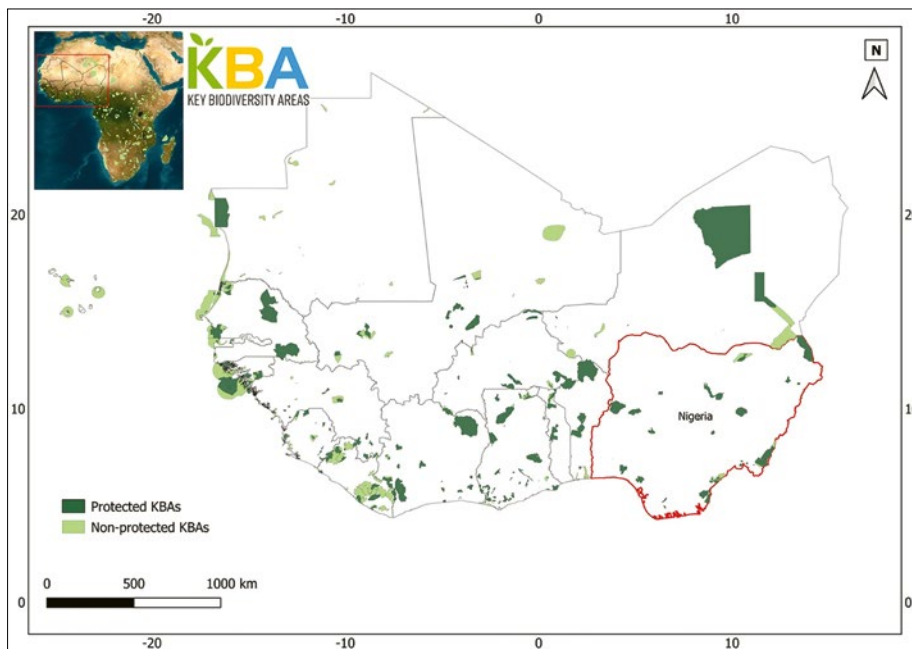 -20
-10
0
10
KBA
KEY BIODIVERSITY AREAS
N
20
2
10
1
Nigeria
Protected KBAs
Non-protected KBAs
0
500
1000 km
0
0
-20
-10
0
10